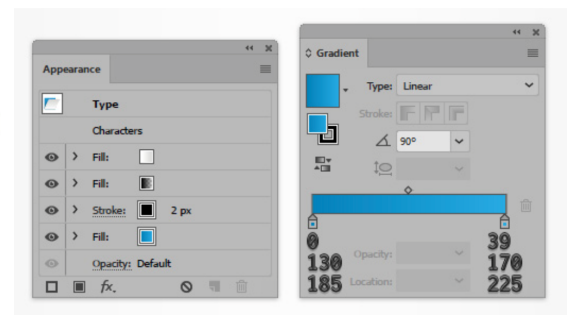 Appearance
Type
Characters
Fill:
Fill:
Stroke: 2 px
Fill:
Opacity: Default
fx.
Gradient
Type: Linear
Stroke:
90°
Opacity:
Location:
0
130
185
39
170
225